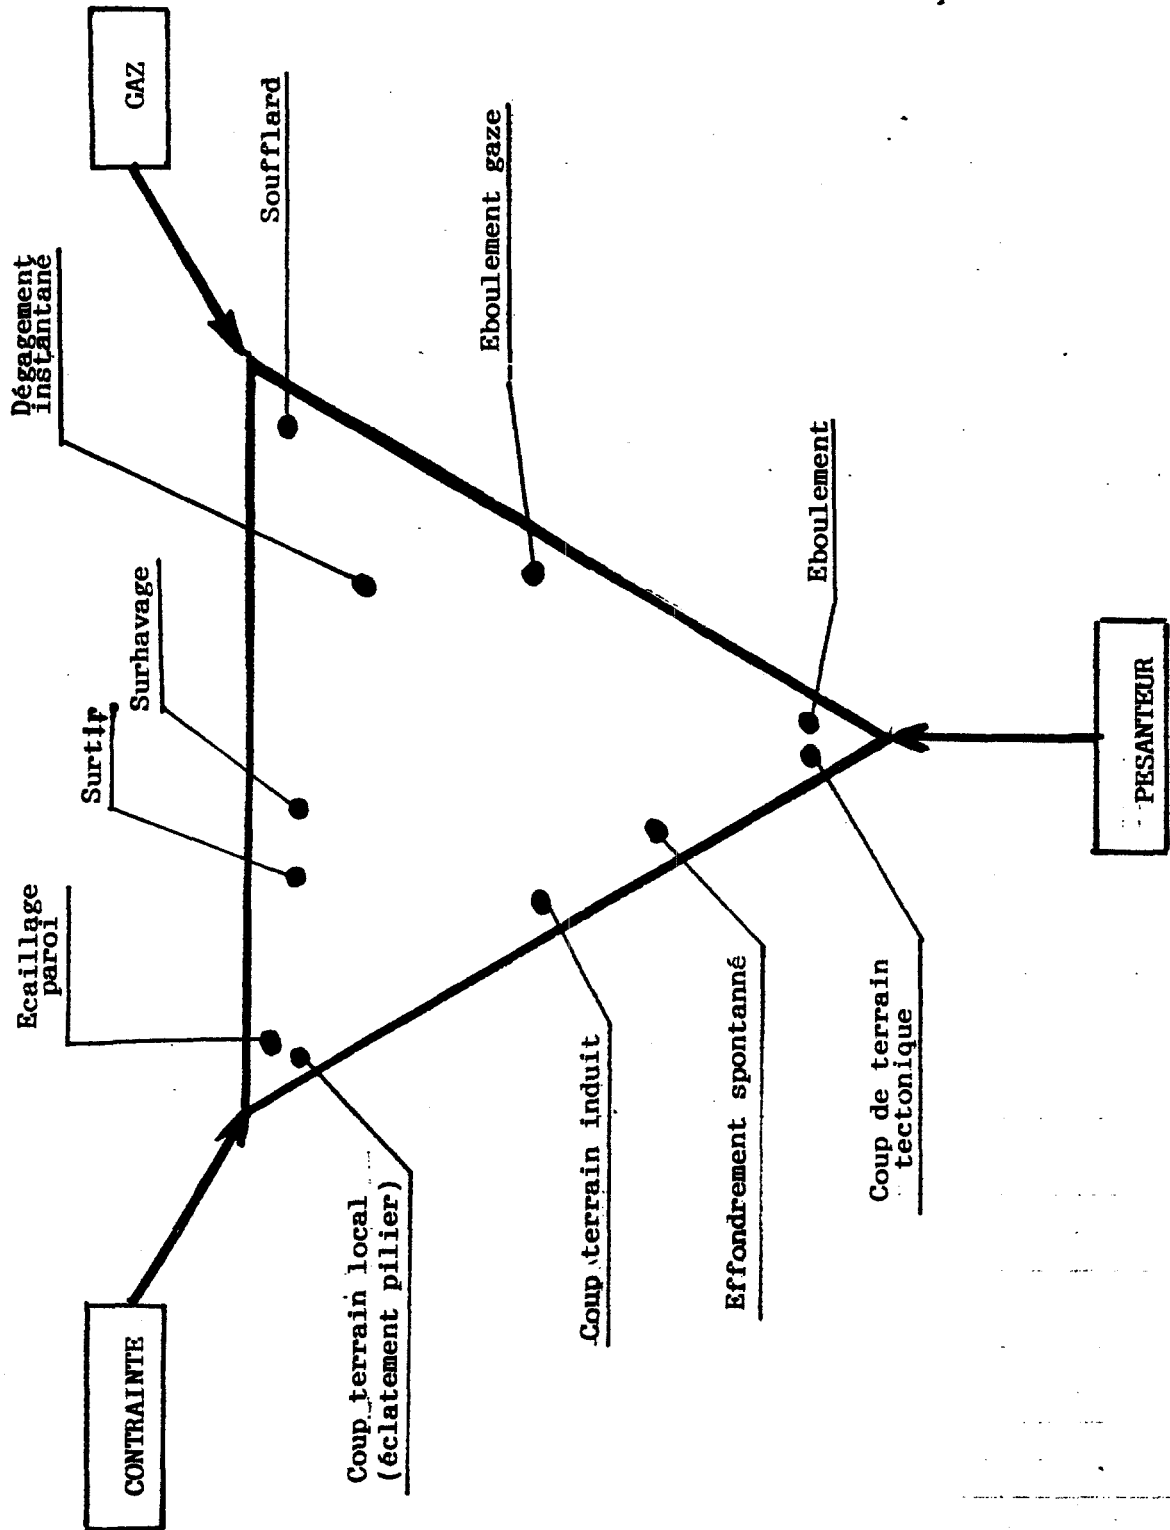 GAZ
CONTRAINTE
PESANTEUR
Ecaillage
paroi
Surtir
Surhavage
Dégagement
instantané
Soufflard
Coup terrain local
(éclatement pilier)
Eboulement gaze
Coup terrain induit
Effondrement spontanné
Eboulement
Coup de terrain
tectonique